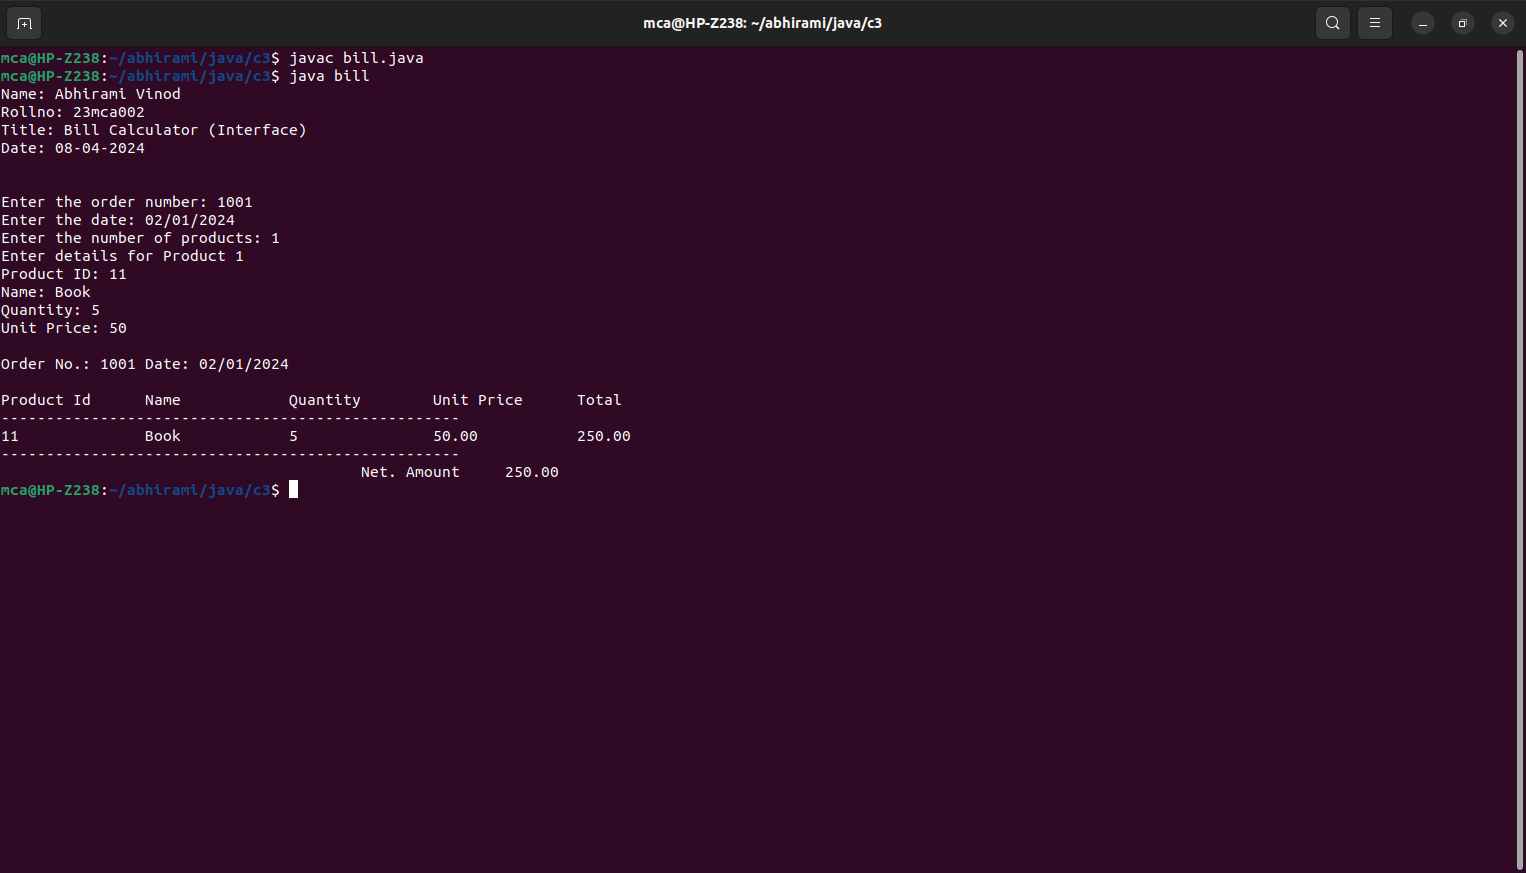 mca@HP-Z238: ~/abhirami/java/c3
mca@HP-Z238:~/abhirami/java/c3$ javac bill.java
mca@HP-Z238:~/abhirami/java/c3$ java bill
Name: Abhirami Vinod
Rollno: 23mca002
Title: Bill Calculator (Interface)
Date: 08-04-2024
Enter the order number: 1001
Enter the date: 02/01/2024
Enter the number of products: 1
Enter details for Product 1
Product ID: 11
Name: Book
Quantity: 5
Unit Price: 50
Order No.: 1001 Date: 02/01/2024
Product Id      Name            Quantity        Unit Price      Total
---------------------------------------------------
11              Book            5               50.00           250.00
---------------------------------------------------
                                        Net. Amount     250.00
mca@HP-Z238:~/abhirami/java/c3$